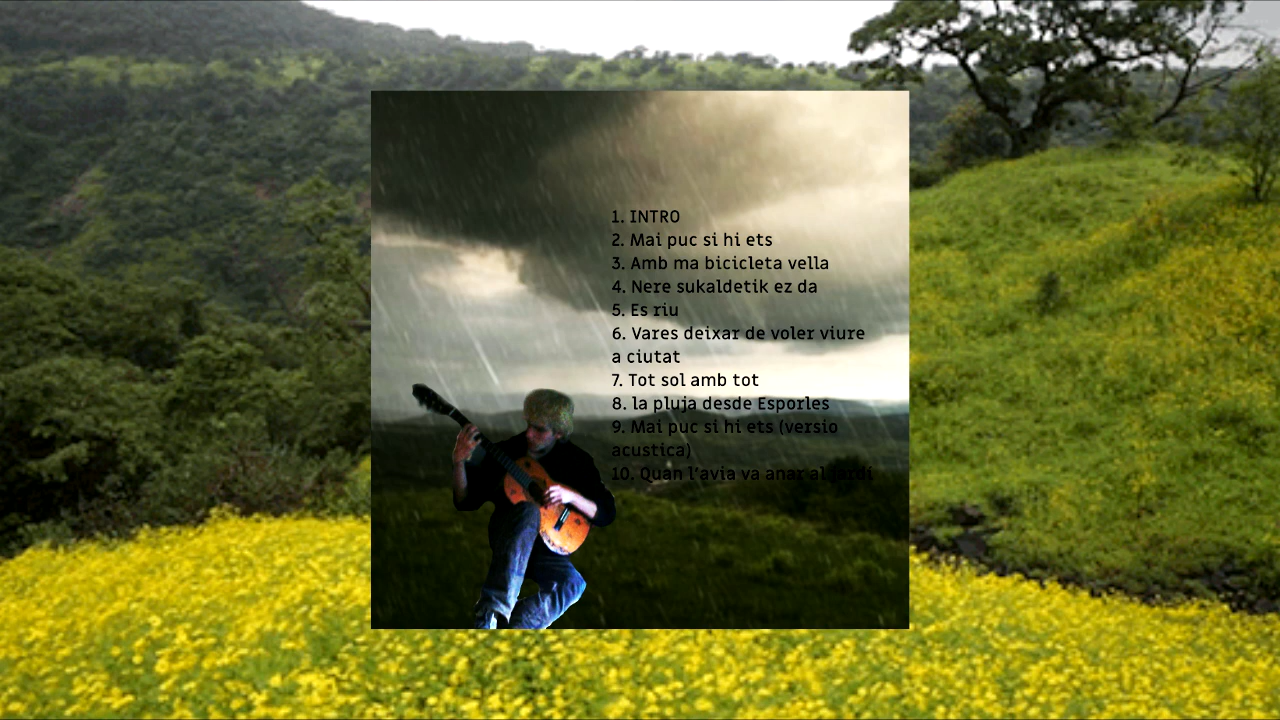 1. INTRO
2. Mai puc si hi ets
3. Amb ma bicicleta vella
4. Nere sukaldetik ez da
5. Es riu
6. Vares deixar de voler viure
a ciutat
7. Tot sol amb tot
8. la pluja desde Esporles
9. Mai puc si hi ets (versio
acustica)
10. Quan l'avia va anar al jardí